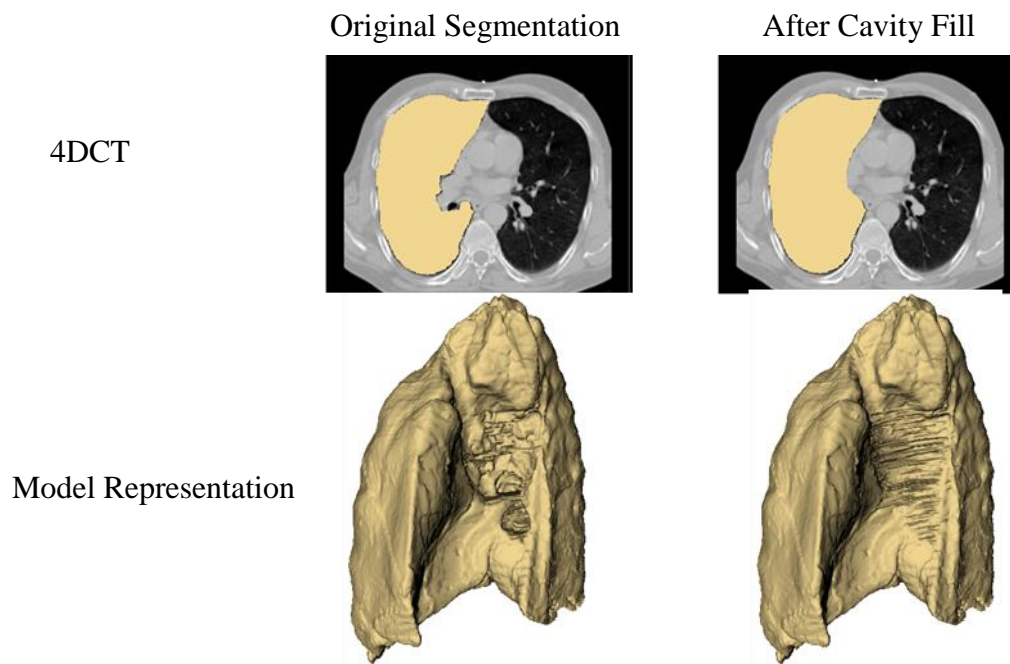 Original Segmentation
After Cavity Fill
4DCT
Model Representation